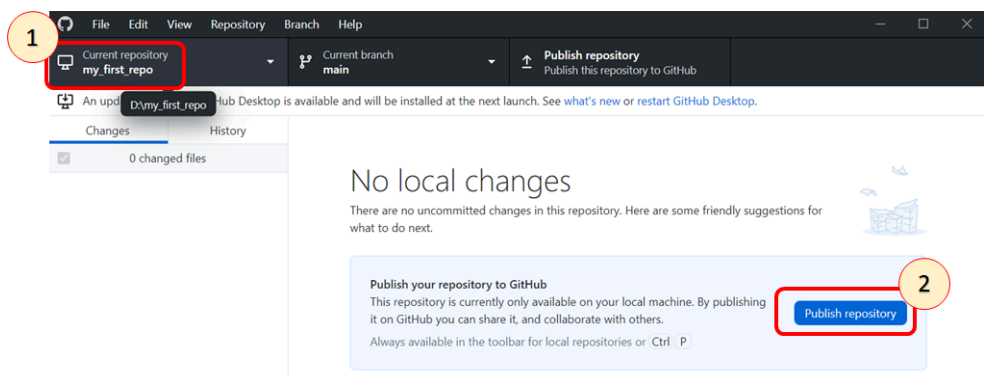 1
File Edit View Repository Branch Help
Current repository
my_first_repo
Current branch
main
Publish repository
Publish this repository to GitHub
An upd
Hub Desktop is available and will be installed at the next launch. See what's new or restart GitHub Desktop.
D:\my_first_repo
Changes History
0 changed files
No local changes
There are no uncommitted changes in this repository. Here are some friendly suggestions for
what to do next.
Publish your repository to GitHub
This repository is currently only available on your local machine. By publishing
it on GitHub you can share it, and collaborate with others.
Always available in the toolbar for local repositories or Ctrl P
2
Publish repository